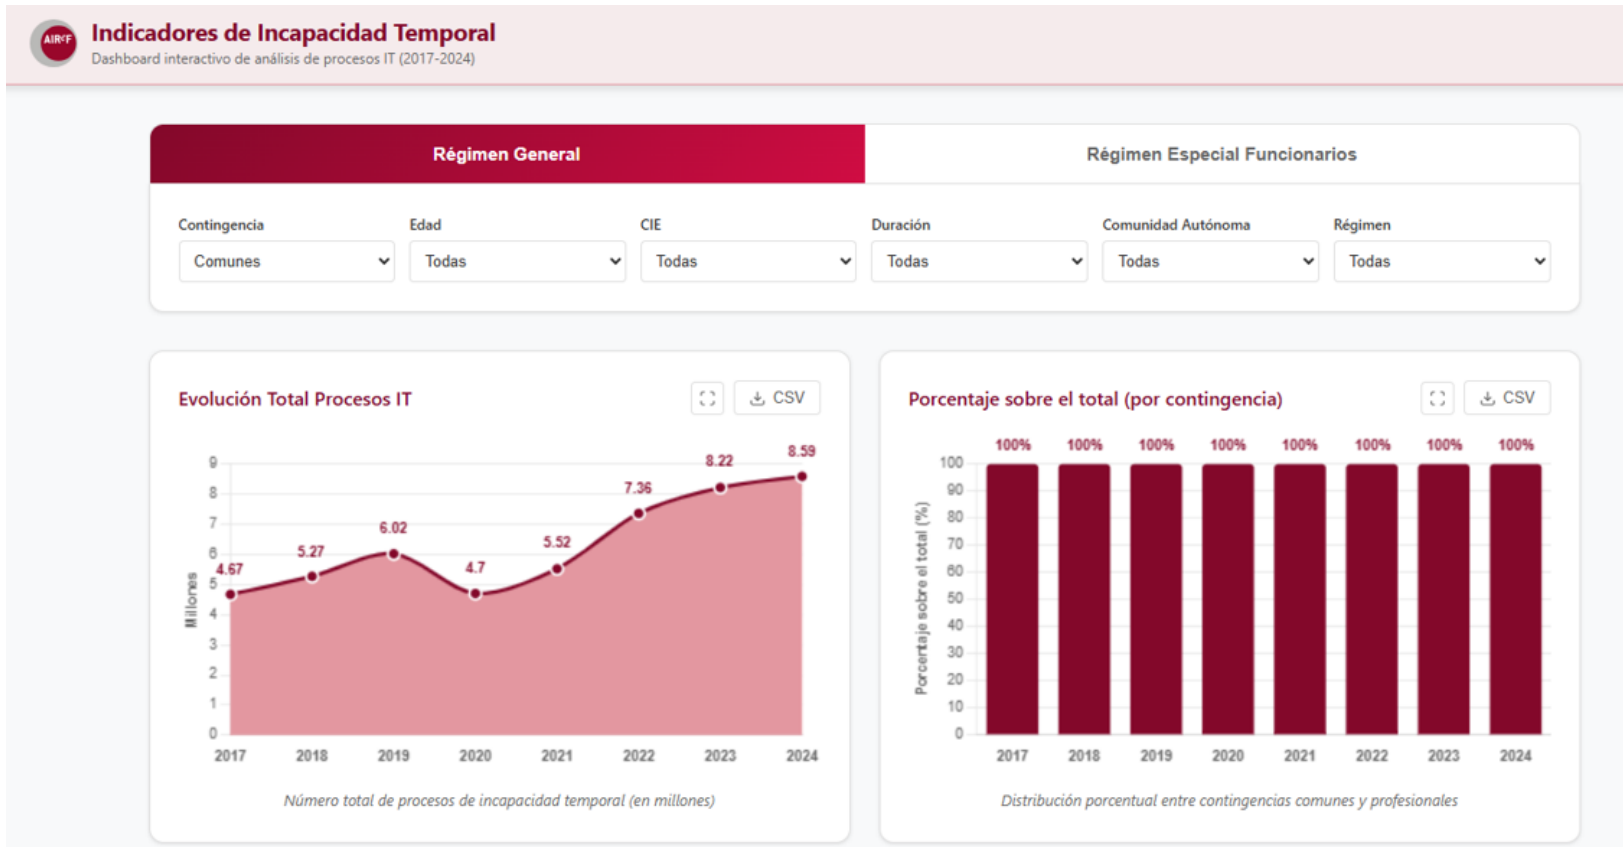 AIReF
Indicadores de Incapacidad Temporal
Dashboard interactivo de análisis de procesos IT (2017-2024)
Régimen General
Régimen Especial Funcionarios
Contingencia
Edad
CIE
Duración
Comunidad Autónoma
Régimen
Comunes
Todas
Todas
Todas
Todas
Todas
Evolución Total Procesos IT
CSV
9
8
7
6
5
4
3
2
1
0
Millones
4.67
5.27
6.02
4.7
5.52
7.36
8.22
8.59
2017
2018
2019
2020
2021
2022
2023
2024
Número total de procesos de incapacidad temporal (en millones)
Porcentaje sobre el total (por contingencia)
CSV
100%
100%
100%
100%
100%
100%
100%
100%
100
90
80
70
60
50
40
30
20
10
0
Porcentaje sobre el total (%)
2017
2018
2019
2020
2021
2022
2023
2024
Distribución porcentual entre contingencias comunes y profesionales